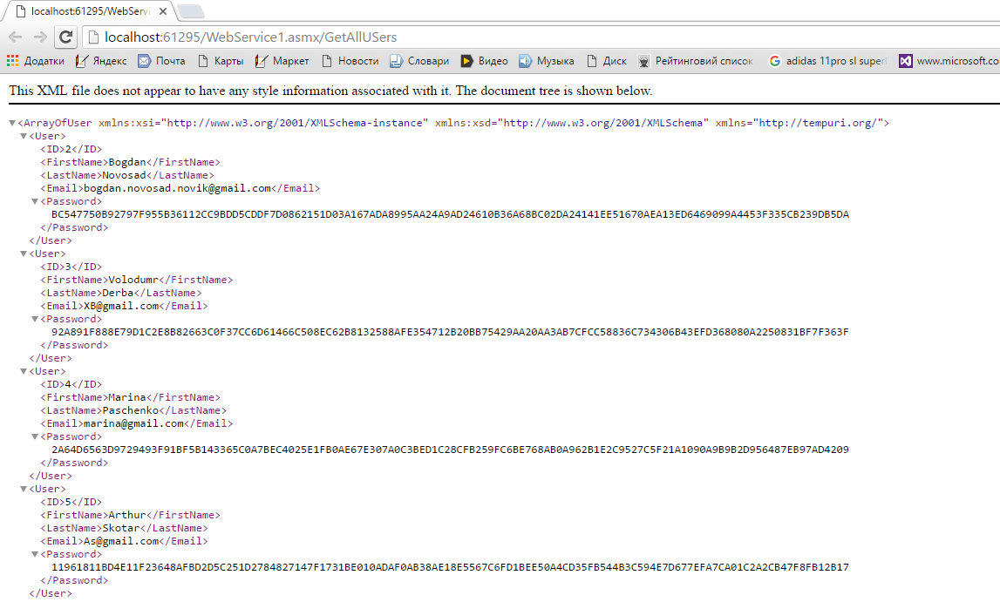 localhost:61295/WebServi
localhost:61295/WebService1.asmx/GetAllUSers
Додатки Яндекс Почта Карты Маркет Новости Словари Видео Музыка Диск Рейтинговий список adidas 11pro sl superf www.microsoft.co
This XML file does not appear to have any style information associated with it. The document tree is shown below.
<ArrayOfUser xmlns:xsi="http://www.w3.org/2001/XMLSchema-instance" xmlns:xsd="http://www.w3.org/2001/XMLSchema" xmlns="http://tempuri.org/">
<User>
<ID>2</ID>
<FirstName>Bogdan</FirstName>
<LastName>Novosad</LastName>
<Email>bogdan.novosad.novik@gmail.com</Email>
<Password>
BC547750B92797F955B36112CC9BDD5CDDF7D0862151D03A167ADA8995AA24A9AD24610B36A68BC02DA24141EE51670AEA13ED6469099A4453F335CB239DB5DA
</Password>
</User>
<User>
<ID>3</ID>
<FirstName>Volodumr</FirstName>
<LastName>Derba</LastName>
<Email>XB@gmail.com</Email>
<Password>
92A891F888E79D1C2E8B82663C0F37CC6D61466C508EC62B8132588AFE354712B20BB75429AA20AA3AB7CFCC58836C734306B43EFD368080A2250831BF7F363F
</Password>
</User>
<User>
<ID>4</ID>
<FirstName>Marina</FirstName>
<LastName>Paschenko</LastName>
<Email>marina@gmail.com</Email>
<Password>
2A64D6563D9729493F91BF5B143365C0A7BEC4025E1FB0AE67E307A0C3BED1C28CFB259FC6BE768AB0A962B1E2C9527C5F21A1090A9B9B2D956487EB97AD4209
</Password>
</User>
<User>
<ID>5</ID>
<FirstName>Arthur</FirstName>
<LastName>Skotar</LastName>
<Email>As@gmail.com</Email>
<Password>
11961811BD4E11F23648AFBD2D5C251D2784827147F1731BE010ADAF0AB38AE18E5567C6FD1BEE50A4CD35FB544B3C594E7D677EFA7CA01C2A2CB47F8FB12B17
</Password>
</User>